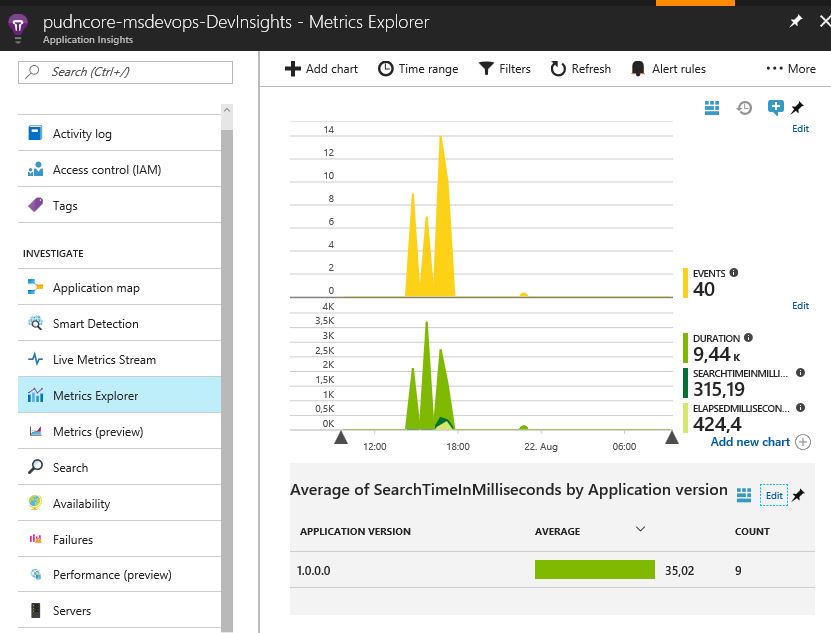 pudncore-msdevops-DevInsights - Metrics Explorer
Application Insights
Search (Ctrl+/)
Activity log
Access control (IAM)
Tags
INVESTIGATE
Application map
Smart Detection
Live Metrics Stream
Metrics Explorer
Metrics (preview)
Search
Availability
Failures
Performance (preview)
Servers
Add chart Time range Filters Refresh Alert rules More
Edit
14
12
10
8
6
4
2
0
EVENTS
40
Edit
4K
3,5K
3K
2,5K
2K
1,5K
1K
0,5K
0K
12:00 18:00 22. Aug 06:00
DURATION
9,44 K
SEARCHTIMEINMILLI...
315,19
ELAPSEDMILLISECON...
424,4
Add new chart
Average of SearchTimeInMilliseconds by Application version
Edit
APPLICATION VERSION AVERAGE COUNT
1.0.0.0 35,02 9